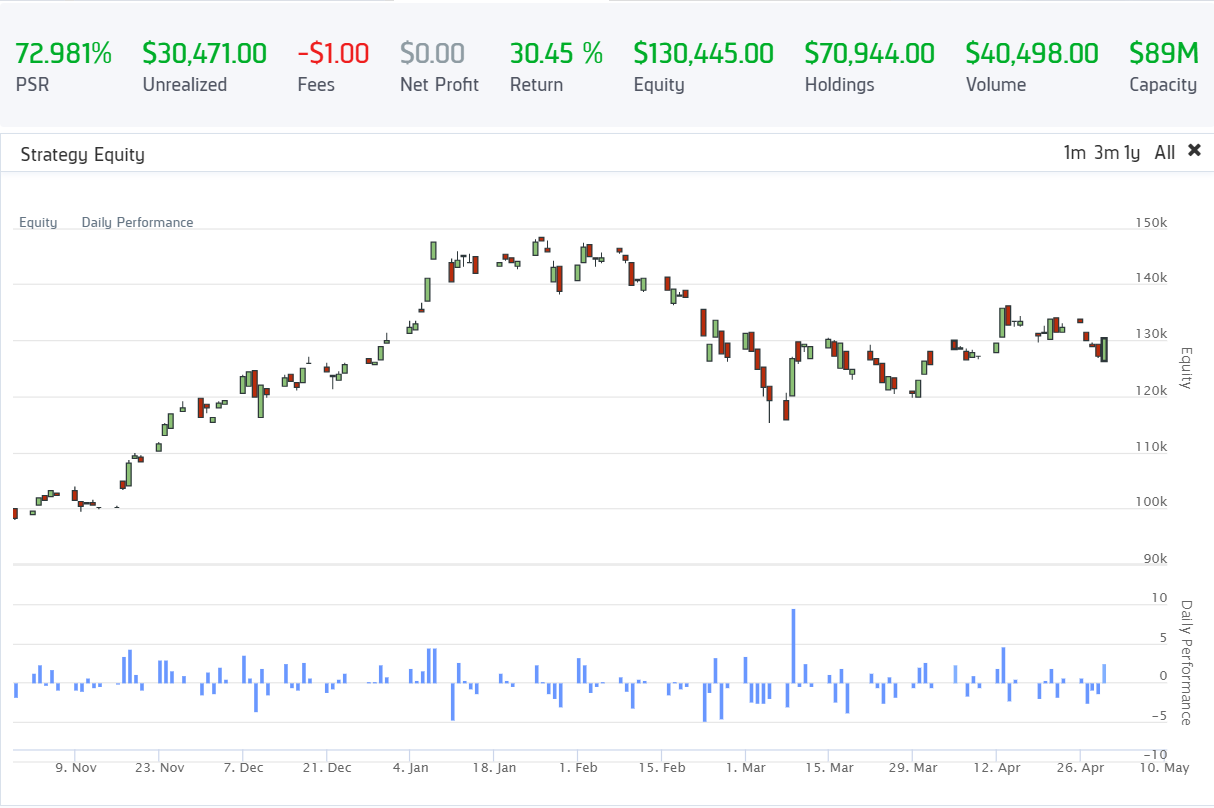 72.981% $30,471.00 -$1.00 $0.00 30.45 % $130,445.00 $70,944.00 $40,498.00 $89M
PSR Unrealized Fees Net Profit Return Equity Holdings Volume Capacity
Strategy Equity 1m 3m 1y All ✖
Equity Daily Performance
150k
140k
130k
120k
110k
100k
90k
Equity
10
5
0
−5
−10
Daily Performance
9. Nov 23. Nov 7. Dec 21. Dec 4. Jan 18. Jan 1. Feb 15. Feb 1. Mar 15. Mar 29. Mar 12. Apr 26. Apr 10. May